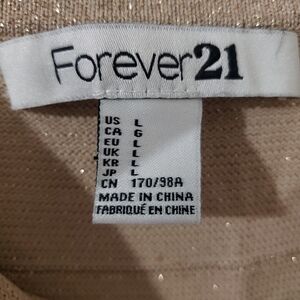 Forever21
US L
CA G
EU L
UK L
KR L
JP L
CN 170/98A
MADE IN CHINA
FABRIQUÉ EN CHINE